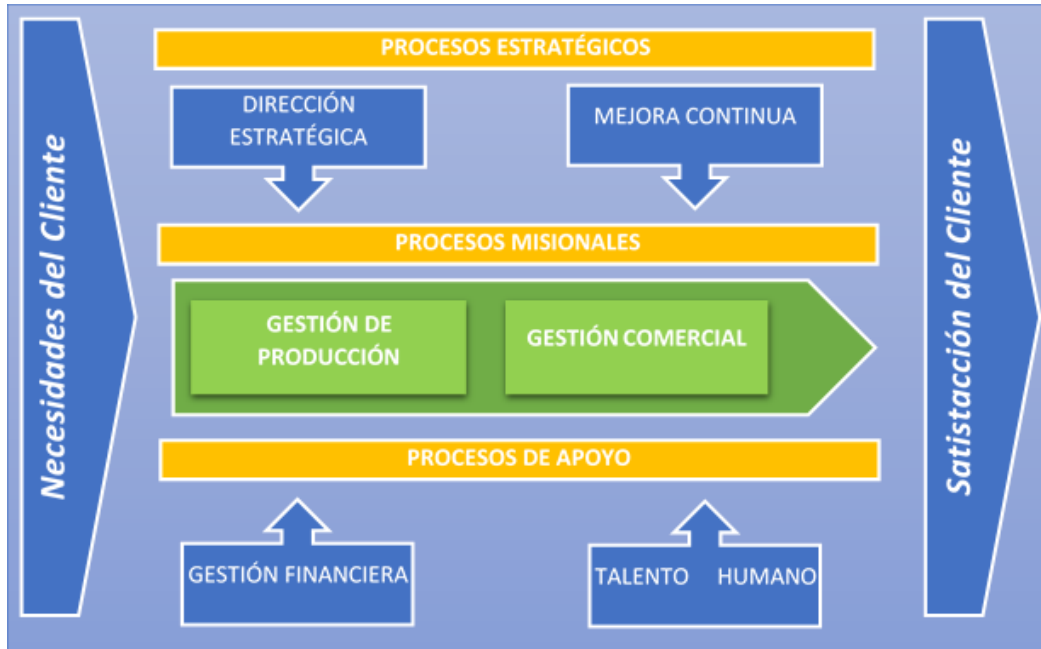 Necesidades del Cliente
PROCESOS ESTRATÉGICOS
DIRECCIÓN
ESTRATÉGICA
MEJORA CONTINUA
PROCESOS MISIONALES
GESTIÓN DE
PRODUCCIÓN
GESTIÓN COMERCIAL
PROCESOS DE APOYO
GESTIÓN FINANCIERA
TALENTO HUMANO
Satistacción del Cliente